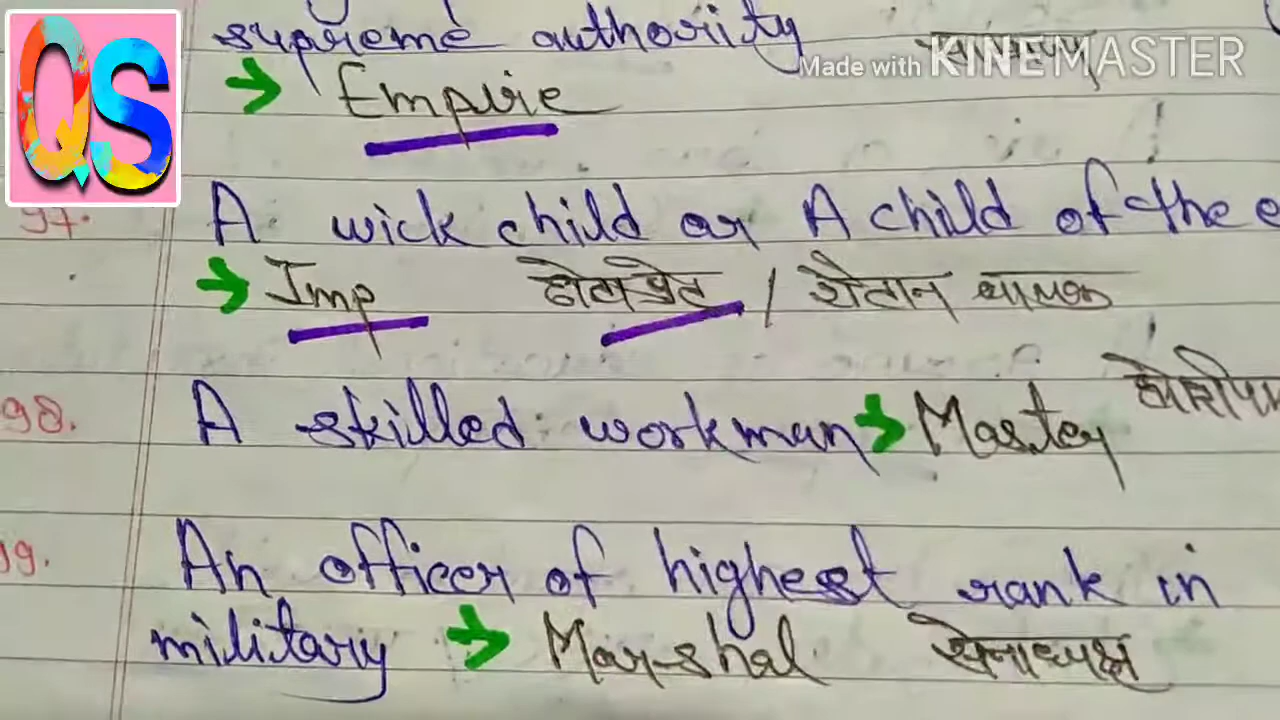 supreme authority साम्राज्य
Made with KINEMASTER
QS
→ Empire
97. A wick child or A child of the
→ Imp छोटा प्रेत / शैतान बालक
98. A skilled workman → Master
99. An officer of highest rank in
military → Marshal सेनाध्यक्ष